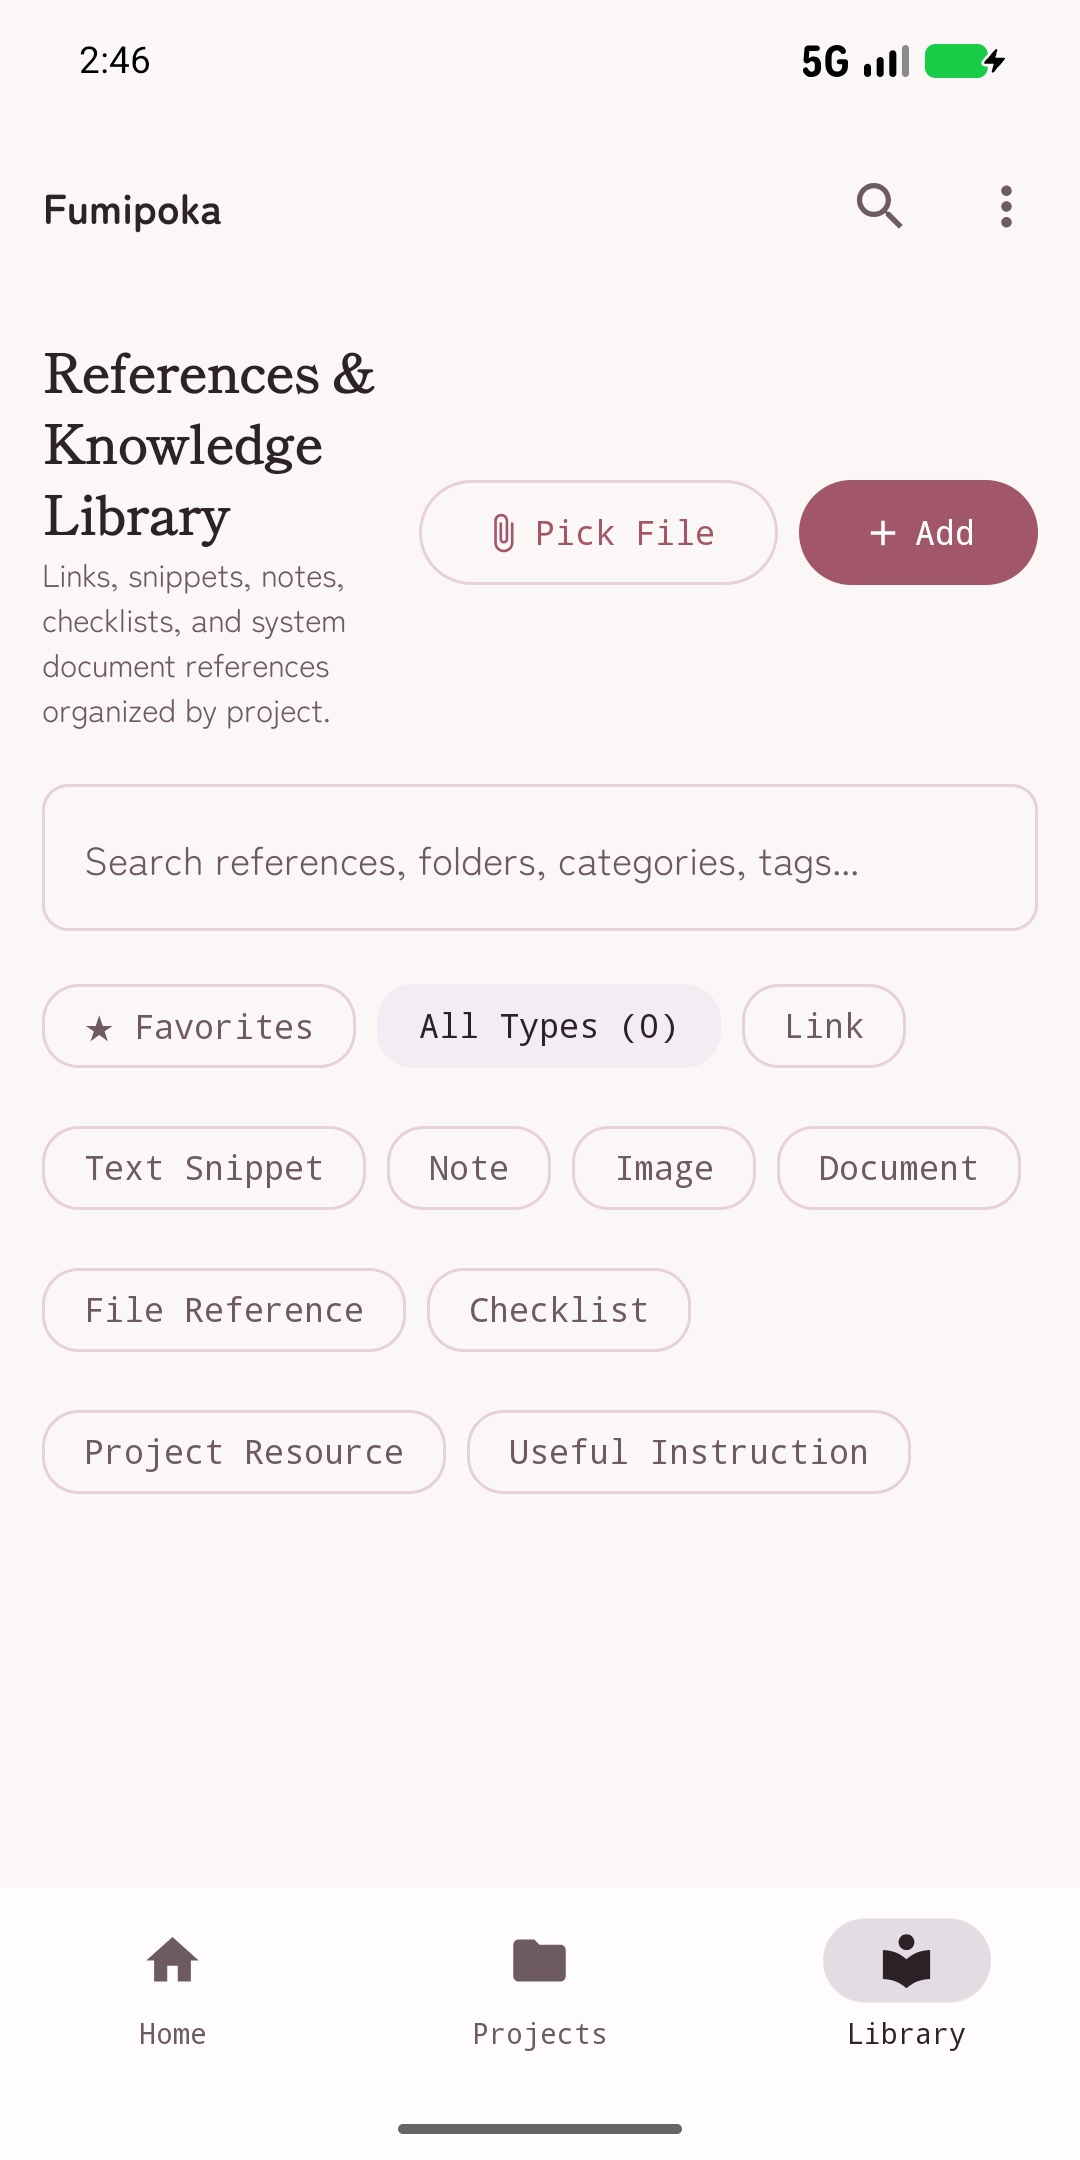 2:46
5G
Fumipoka
References &
Knowledge
Library
Links, snippets, notes,
checklists, and system
document references
organized by project.
Pick File
+ Add
Search references, folders, categories, tags...
★ Favorites
All Types (0)
Link
Text Snippet
Note
Image
Document
File Reference
Checklist
Project Resource
Useful Instruction
Home
Projects
Library